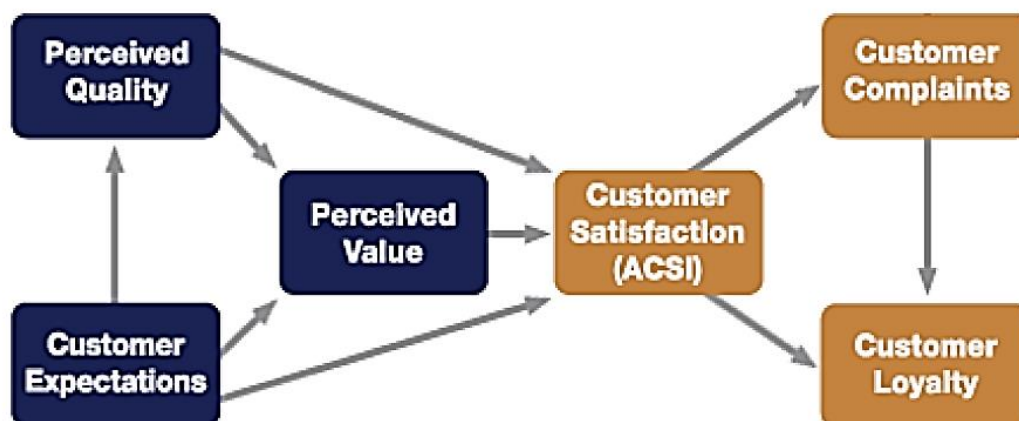 Perceived
Quality
Customer
Complaints
Perceived
Value
Customer
Satisfaction
(ACSI)
Customer
Expectations
Customer
Loyalty